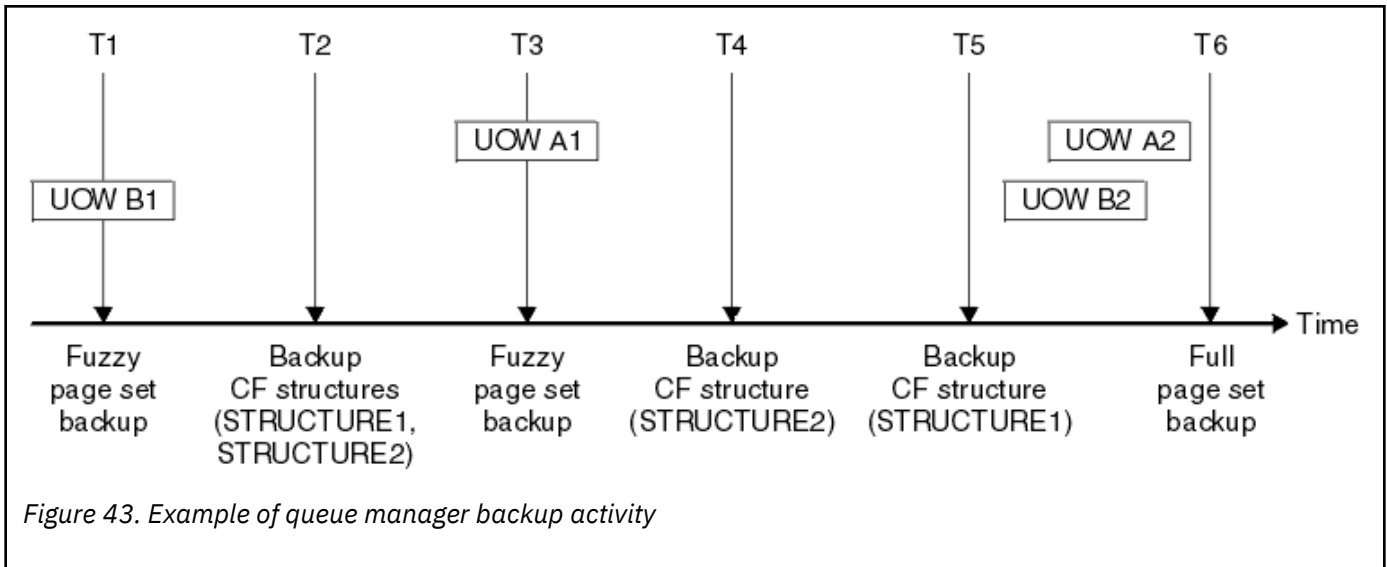 T1
T2
T3
T4
T5
T6
UOW A1
UOW A2
UOW B1
UOW B2
Time
Fuzzy
page set
backup
Backup
CF structures
(STRUCTURE1,
STRUCTURE2)
Fuzzy
page set
backup
Backup
CF structure
(STRUCTURE2)
Backup
CF structure
(STRUCTURE1)
Full
page set
backup
Figure 43. Example of queue manager backup activity